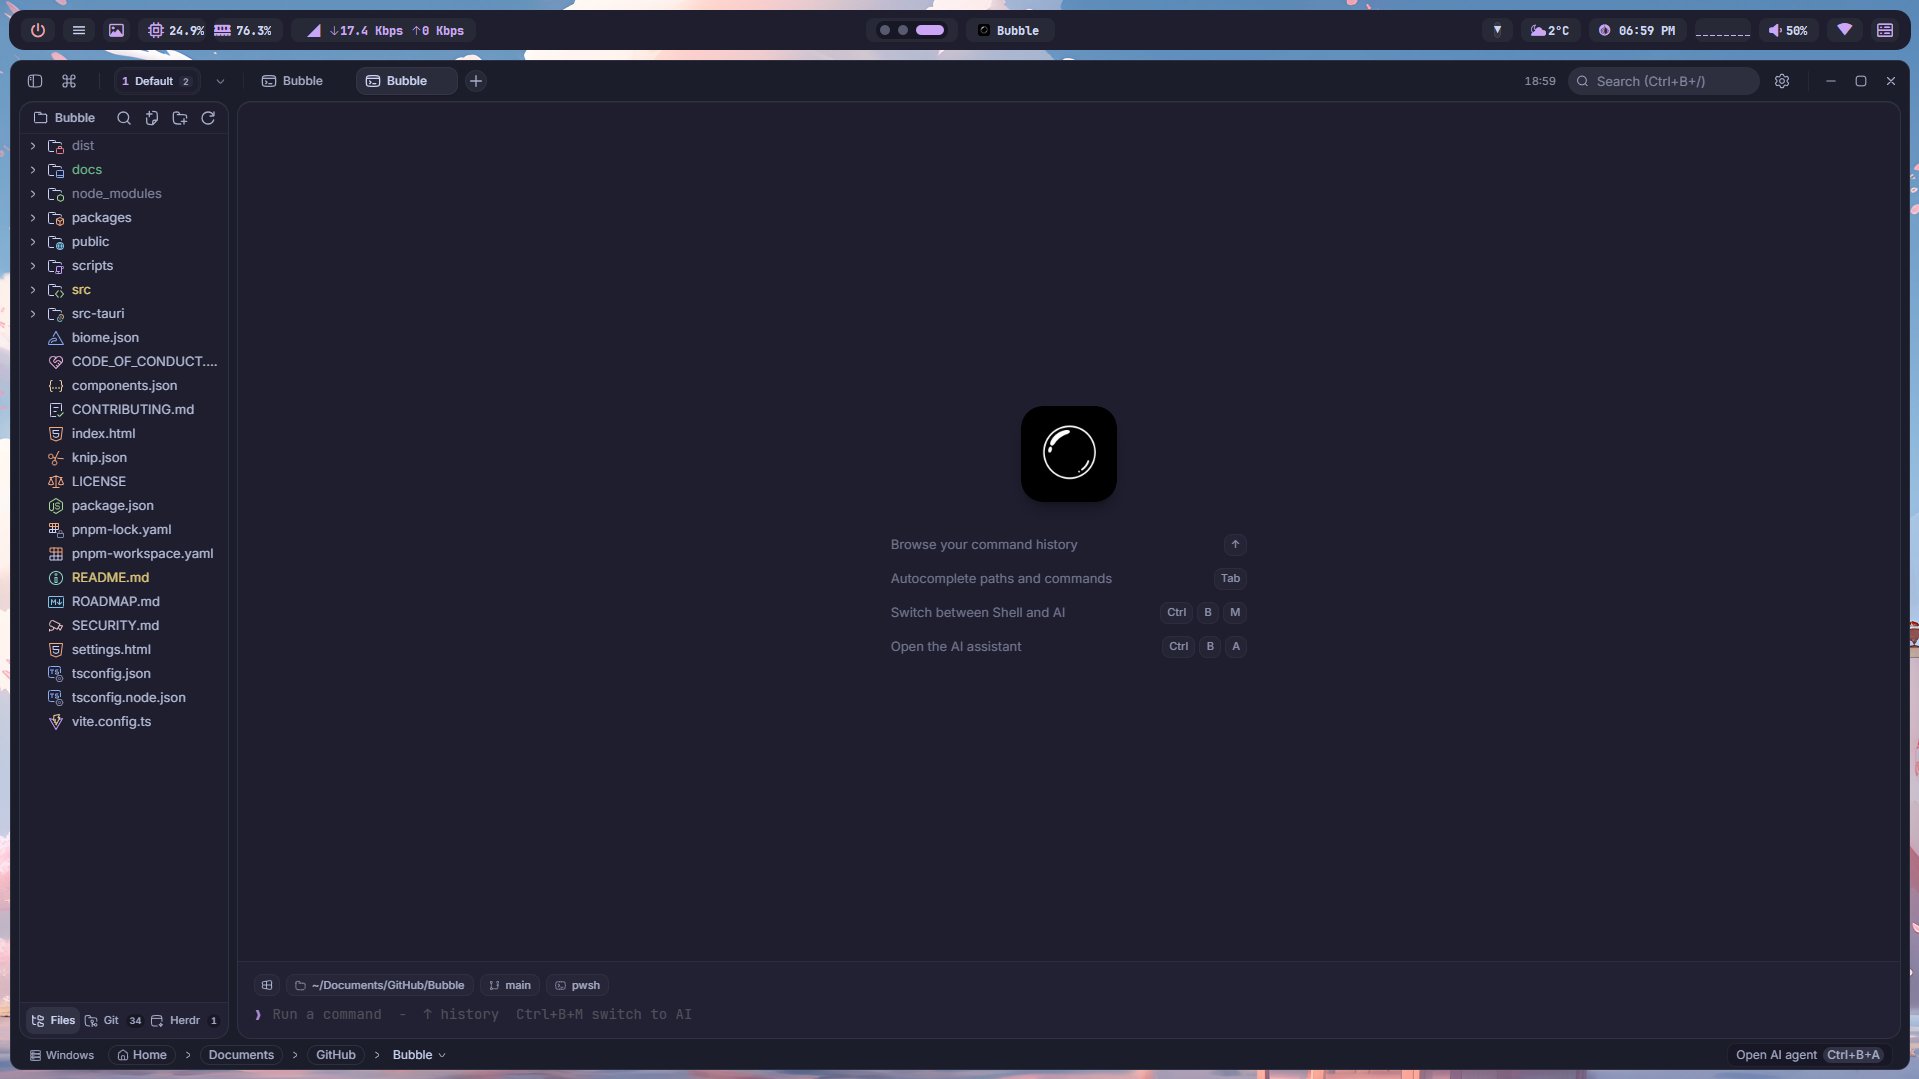 24.9% 76.3% ↓17.4 Kbps ↑0 Kbps Bubble 2°C 06:59 PM 50%
1 Default 2 Bubble Bubble 18:59 Search (Ctrl+B+/)
Bubble
dist
docs
node_modules
packages
public
scripts
src
src-tauri
biome.json
CODE_OF_CONDUCT....
components.json
CONTRIBUTING.md
index.html
knip.json
LICENSE
package.json
pnpm-lock.yaml
pnpm-workspace.yaml
README.md
ROADMAP.md
SECURITY.md
settings.html
tsconfig.json
tsconfig.node.json
vite.config.ts
Files Git 34 Herdr 1
Browse your command history ↑
Autocomplete paths and commands Tab
Switch between Shell and AI Ctrl B M
Open the AI assistant Ctrl B A
~/Documents/GitHub/Bubble main pwsh
❯ Run a command - ↑ history Ctrl+B+M switch to AI
Windows Home > Documents > GitHub > Bubble Open AI agent Ctrl+B+A